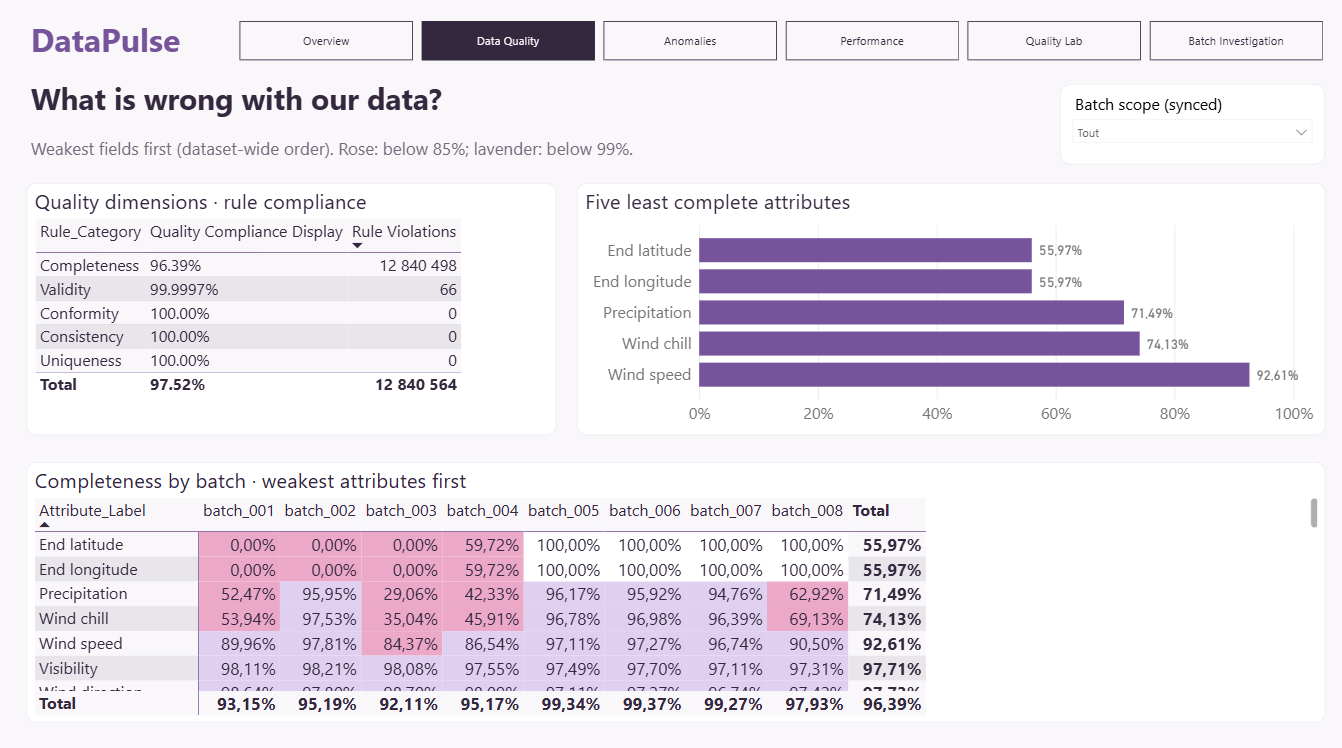 DataPulse
Overview
Data Quality
Anomalies
Performance
Quality Lab
Batch Investigation
What is wrong with our data?
Weakest fields first (dataset-wide order). Rose: below 85%; lavender: below 99%.
Batch scope (synced)
Tout
Quality dimensions · rule compliance
Rule_Category Quality Compliance Display Rule Violations
Completeness 96.39% 12 840 498
Validity 99.9997% 66
Conformity 100.00% 0
Consistency 100.00% 0
Uniqueness 100.00% 0
Total 97.52% 12 840 564
Five least complete attributes
End latitude 55,97%
End longitude 55,97%
Precipitation 71,49%
Wind chill 74,13%
Wind speed 92,61%
0% 20% 40% 60% 80% 100%
Completeness by batch · weakest attributes first
Attribute_Label batch_001 batch_002 batch_003 batch_004 batch_005 batch_006 batch_007 batch_008 Total
End latitude 0,00% 0,00% 0,00% 59,72% 100,00% 100,00% 100,00% 100,00% 55,97%
End longitude 0,00% 0,00% 0,00% 59,72% 100,00% 100,00% 100,00% 100,00% 55,97%
Precipitation 52,47% 95,95% 29,06% 42,33% 96,17% 95,92% 94,76% 62,92% 71,49%
Wind chill 53,94% 97,53% 35,04% 45,91% 96,78% 96,98% 96,39% 69,13% 74,13%
Wind speed 89,96% 97,81% 84,37% 86,54% 97,11% 97,27% 96,74% 90,50% 92,61%
Visibility 98,11% 98,21% 98,08% 97,55% 97,49% 97,70% 97,11% 97,31% 97,71%
Wind direction
Total 93,15% 95,19% 92,11% 95,17% 99,34% 99,37% 99,27% 97,93% 96,39%